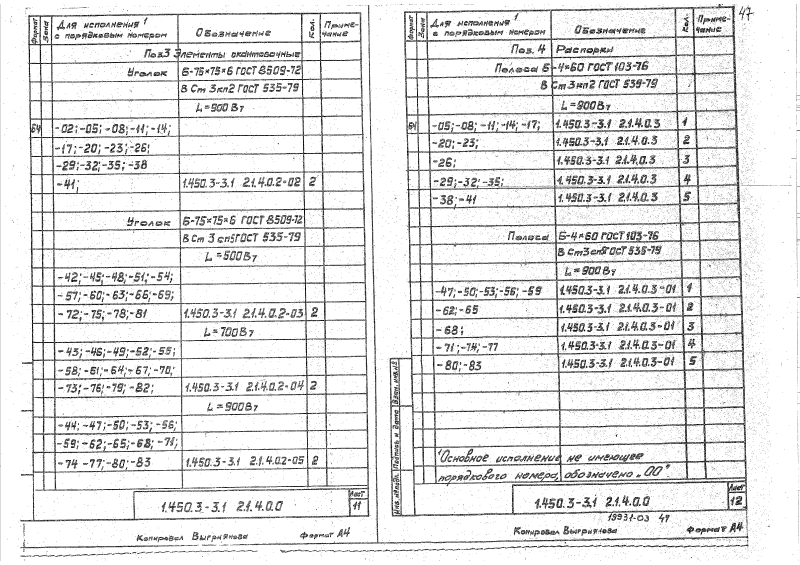 Формат Зона Для исполнения ¹ с порядковым номером Обозначение Кол. Приме- чание
Поз.3 Элементы окантовочные
Уголок Б-75×75×6 ГОСТ 8509-72
В Ст 3кп2 ГОСТ 535-79
L=900 Вт
БЧ -02;-05;-08;-11;-14;
-17;-20;-23;-26;
-29;-32;-35;-38
-41; 1.450.3-3.1 2.1.4.0.2-02 2
Уголок Б-75×75×6 ГОСТ 8509-72
В Ст 3 сп5 ГОСТ 535-79
L=500 Вт
-42;-45;-48;-51;-54;
-57;-60;-63;-66;-69;
-72;-75;-78;-81 1.450.3-3.1 2.1.4.0.2-03 2
L=700 Вт
-43;-46;-49;-52;-55;
-58;-61;-64;-67;-70;
-73;-76;-79;-82; 1.450.3-3.1 2.1.4.0.2-04 2
L=900 Вт
-44;-47;-50;-53;-56;
-59;-62;-65;-68;-71;
-74-77;-80;-83 1.450.3-3.1 2.1.4.0.2-05 2
1.450.3-3.1 2.1.4.0.0
Лист
11
Копировал Выгриянова Формат А4
47
Формат Зона Для исполнения ¹ с порядковым номером Обозначение Кол. Приме- чание
Поз. 4 Распорки
Полоса Б-4×60 ГОСТ 103-76
В Ст 3кп2 ГОСТ 535-79
L=900 Вт
БЧ -05;-08;-11;-14;-17; 1.450.3-3.1 2.1.4.0.3 1
-20;-23; 1.450.3-3.1 2.1.4.0.3 2
-26; 1.450.3-3.1 2.1.4.0.3 3
-29;-32;-35; 1.450.3-3.1 2.1.4.0.3 4
-38;-41 1.450.3-3.1 2.1.4.0.3 5
Полоса Б-4×60 ГОСТ 103-76
В Ст3сп5 ГОСТ 535-79
L=900 Вт
-47;-50;-53;-56;-59 1.450.3-3.1 2.1.4.0.3-01 1
-62;-65 1.450.3-3.1 2.1.4.0.3-01 2
-68; 1.450.3-3.1 2.1.4.0.3-01 3
-71;-74;-77 1.450.3-3.1 2.1.4.0.3-01 4
-80;-83 1.450.3-3.1 2.1.4.0.3-01 5
¹Основное исполнение, не имеющее
порядкового номера, обозначено „00"
Инв. №подл. Подпись и дата Взам. инв.№
1.450.3-3.1 2.1.4.0.0
Лист
12
18931-03 47
Копировал Выгриянова Формат А4